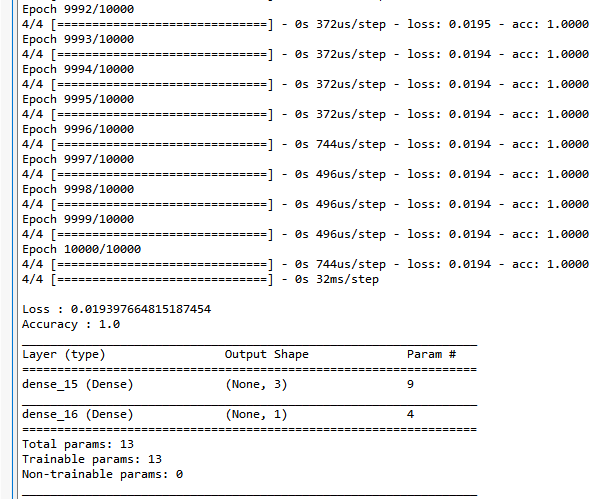 Epoch 9992/10000
4/4 [==============================] - 0s 372us/step - loss: 0.0195 - acc: 1.0000
Epoch 9993/10000
4/4 [==============================] - 0s 372us/step - loss: 0.0194 - acc: 1.0000
Epoch 9994/10000
4/4 [==============================] - 0s 372us/step - loss: 0.0194 - acc: 1.0000
Epoch 9995/10000
4/4 [==============================] - 0s 372us/step - loss: 0.0194 - acc: 1.0000
Epoch 9996/10000
4/4 [==============================] - 0s 744us/step - loss: 0.0194 - acc: 1.0000
Epoch 9997/10000
4/4 [==============================] - 0s 496us/step - loss: 0.0194 - acc: 1.0000
Epoch 9998/10000
4/4 [==============================] - 0s 496us/step - loss: 0.0194 - acc: 1.0000
Epoch 9999/10000
4/4 [==============================] - 0s 496us/step - loss: 0.0194 - acc: 1.0000
Epoch 10000/10000
4/4 [==============================] - 0s 744us/step - loss: 0.0194 - acc: 1.0000
4/4 [==============================] - 0s 32ms/step

Loss : 0.019397664815187454
Accuracy : 1.0
_________________________________________________________________
Layer (type)                 Output Shape              Param #
=================================================================
dense_15 (Dense)             (None, 3)                 9
_________________________________________________________________
dense_16 (Dense)             (None, 1)                 4
=================================================================
Total params: 13
Trainable params: 13
Non-trainable params: 0
_________________________________________________________________